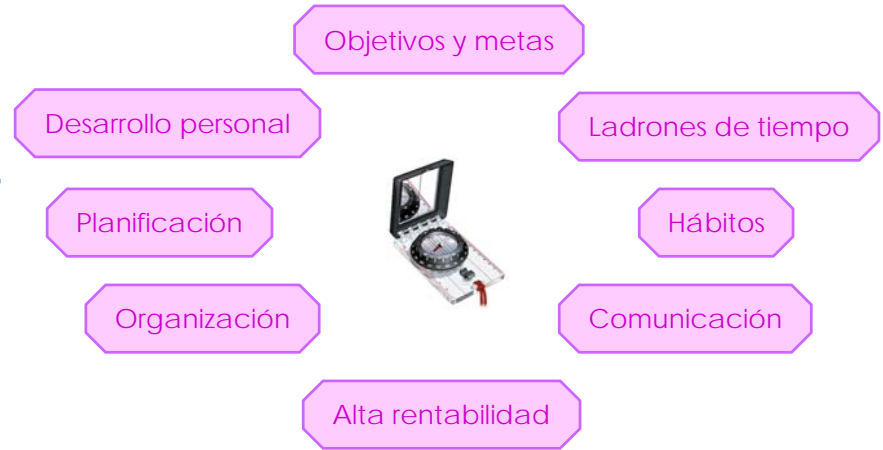 Objetivos y metas
Desarrollo personal
Ladrones de tiempo
Planificación
Hábitos
Organización
Comunicación
Alta rentabilidad